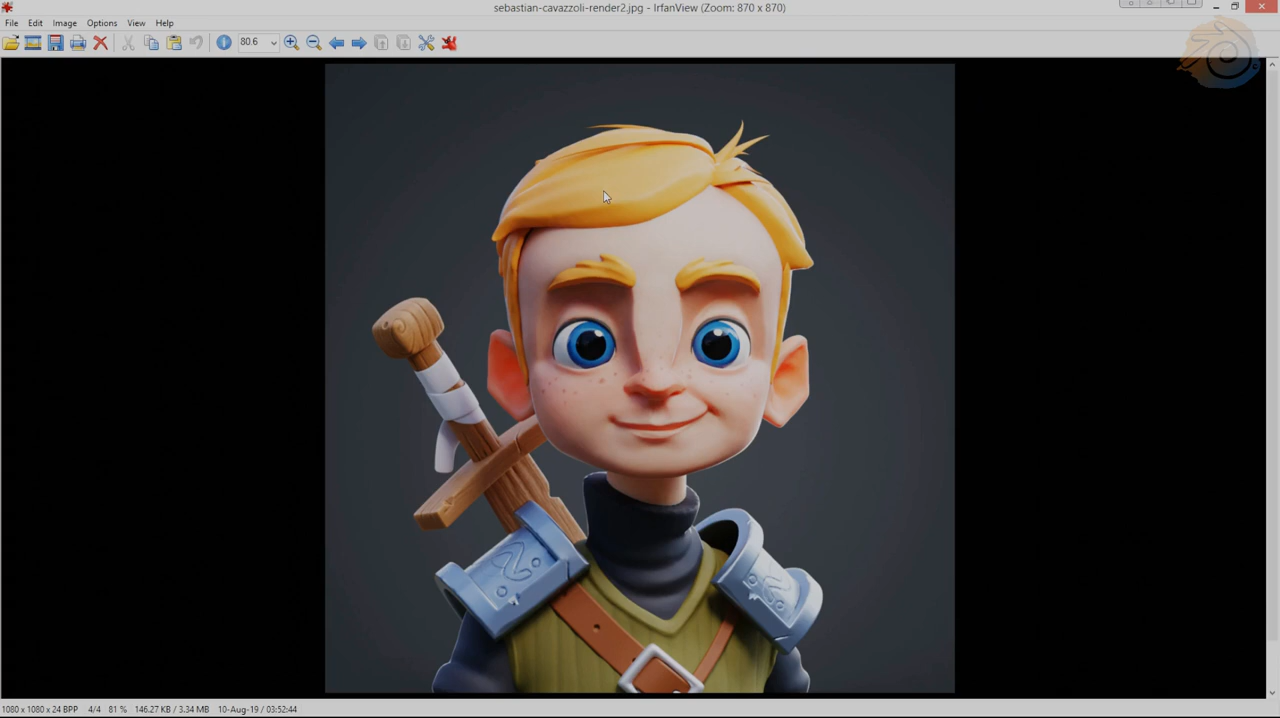 sebastian-cavazzoli-render2.jpg - IrfanView (Zoom: 870 x 870)
File Edit Image Options View Help
80.6
1080 x 1080 x 24 BPP 4/4 81 % 146.27 KB / 3.34 MB 10-Aug-19 / 03:52:44